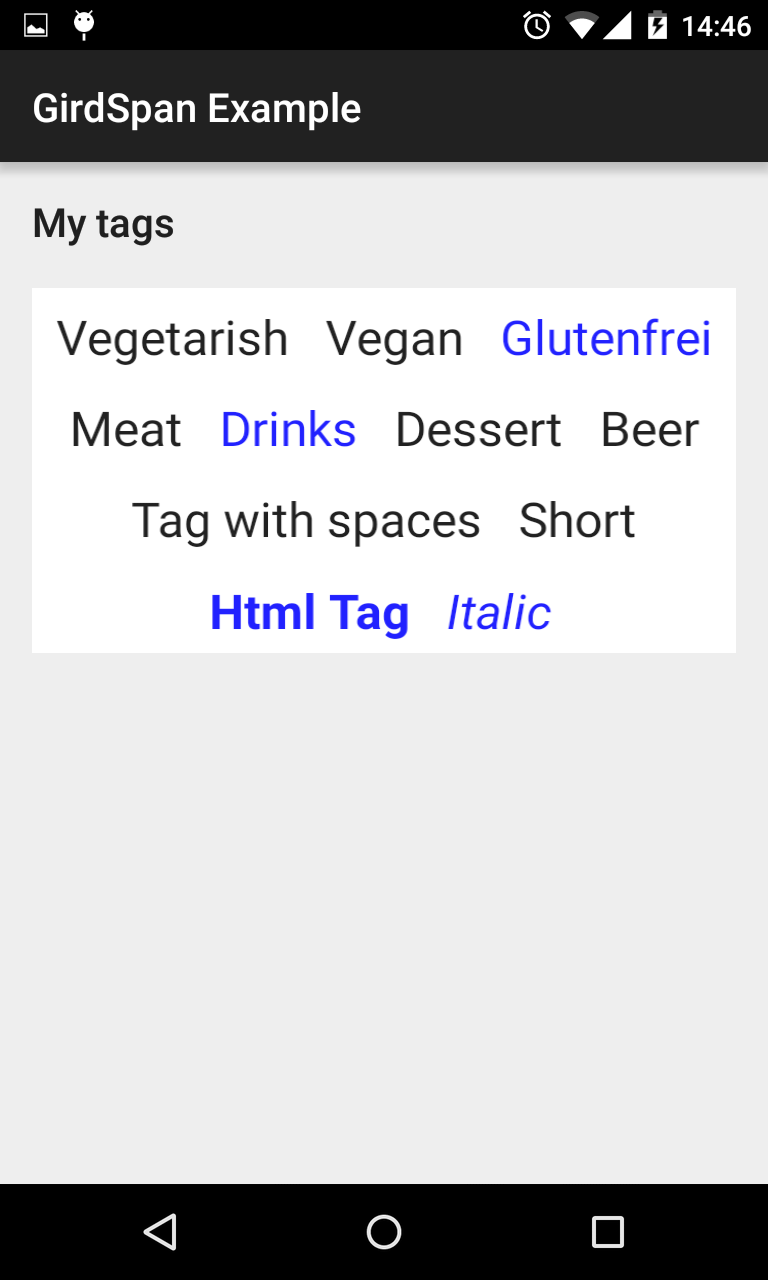 14:46
GirdSpan Example
My tags
Vegetarish Vegan Glutenfrei
Meat Drinks Dessert Beer
Tag with spaces Short
Html Tag Italic